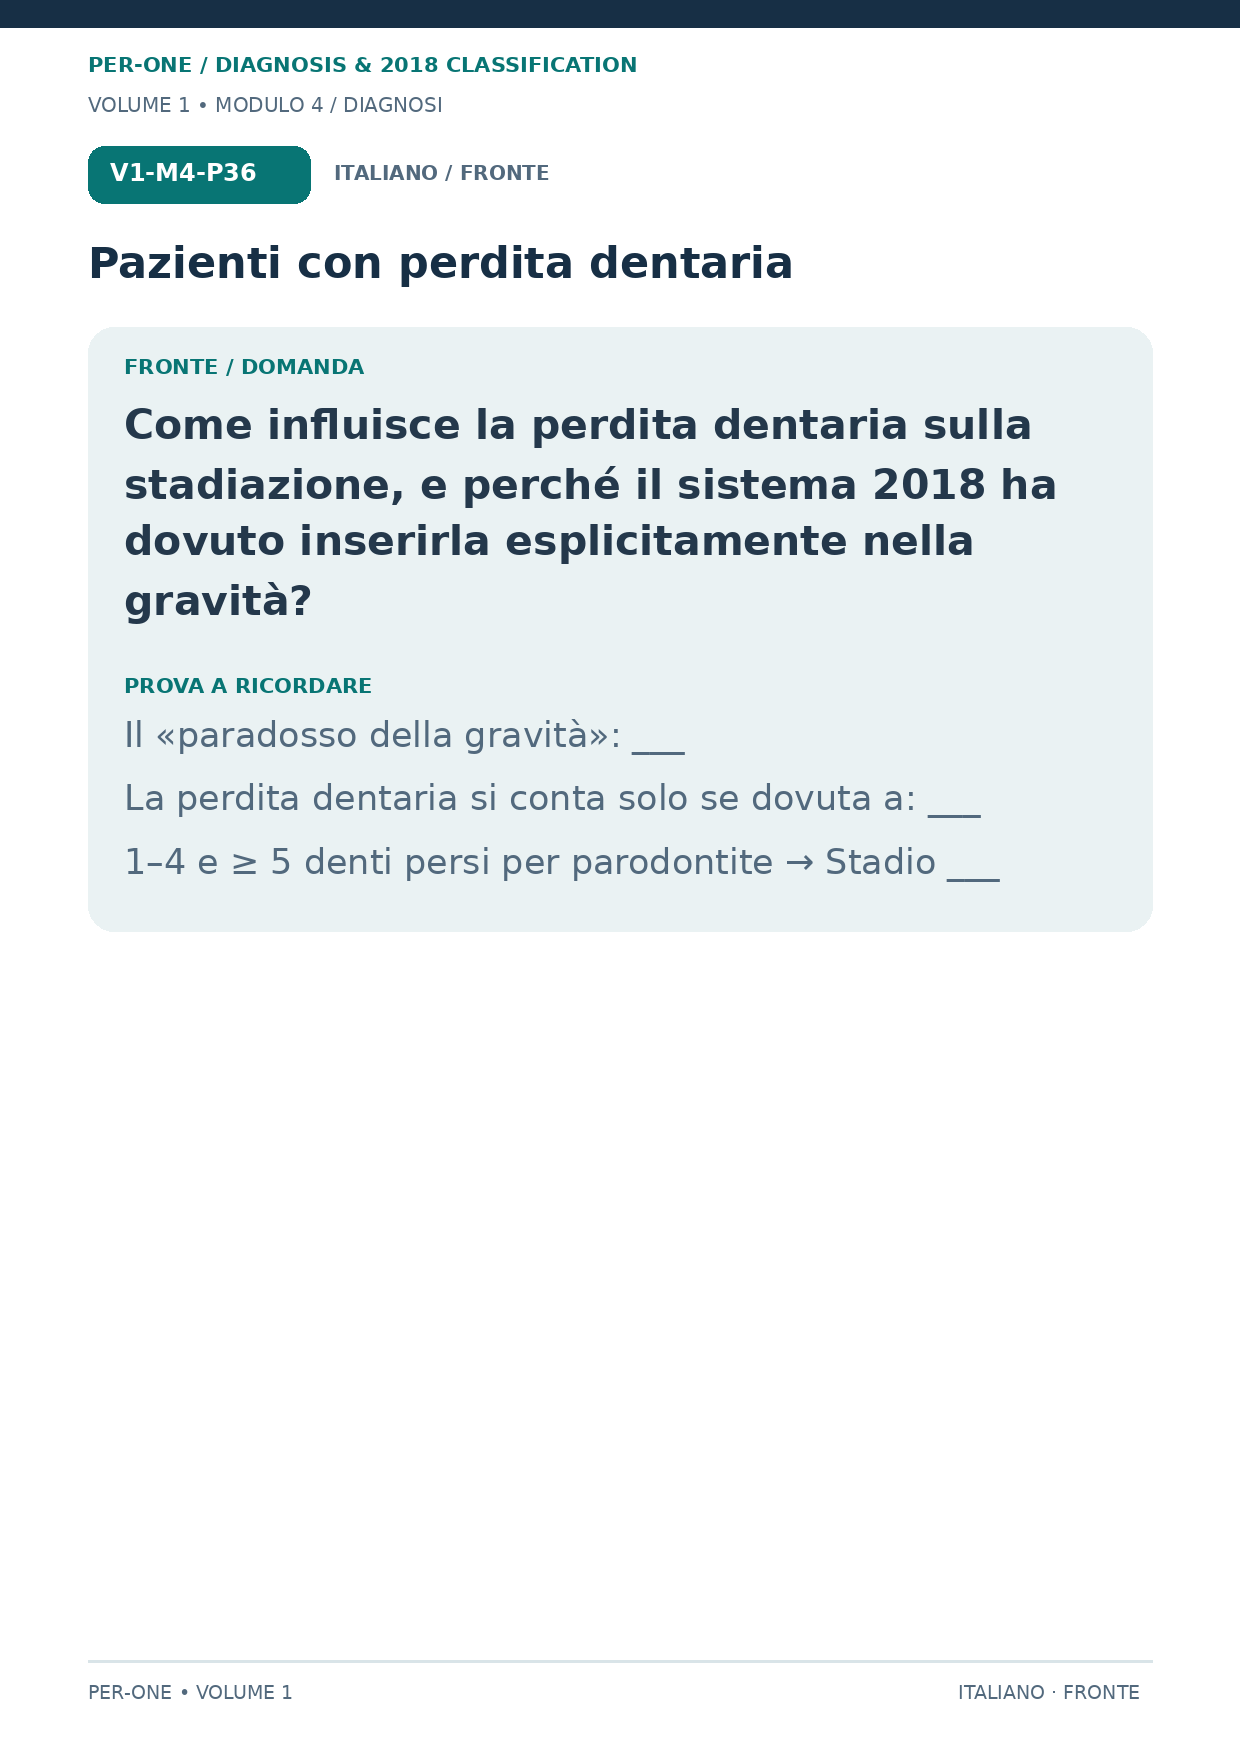 PER-ONE / DIAGNOSIS & 2018 CLASSIFICATION
VOLUME 1 • MODULO 4 / DIAGNOSI
V1-M4-P36
ITALIANO / FRONTE
Pazienti con perdita dentaria
FRONTE / DOMANDA
Come influisce la perdita dentaria sulla
stadiazione, e perché il sistema 2018 ha
dovuto inserirla esplicitamente nella
gravità?
PROVA A RICORDARE
Il «paradosso della gravità»: ___
La perdita dentaria si conta solo se dovuta a: ___
1–4 e ≥ 5 denti persi per parodontite → Stadio ___
PER-ONE • VOLUME 1
ITALIANO · FRONTE